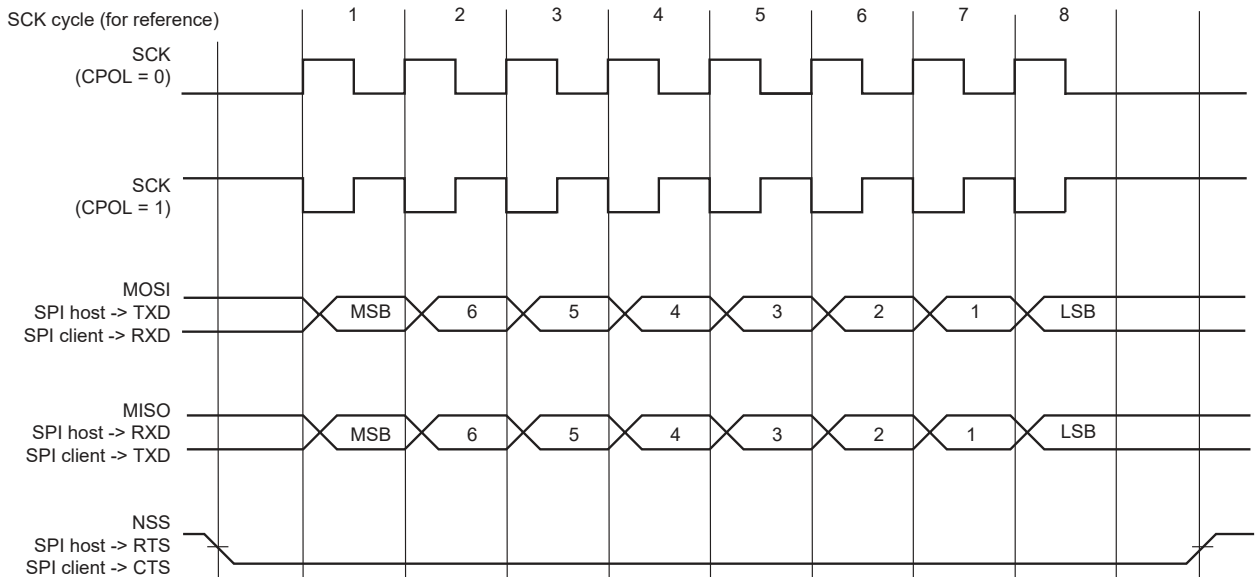 SCK cycle (for reference)
1 2 3 4 5 6 7 8
SCK
(CPOL = 0)
SCK
(CPOL = 1)
MOSI
SPI host -> TXD
SPI client -> RXD
MSB 6 5 4 3 2 1 LSB
MISO
SPI host -> RXD
SPI client -> TXD
MSB 6 5 4 3 2 1 LSB
NSS
SPI host -> RTS
SPI client -> CTS